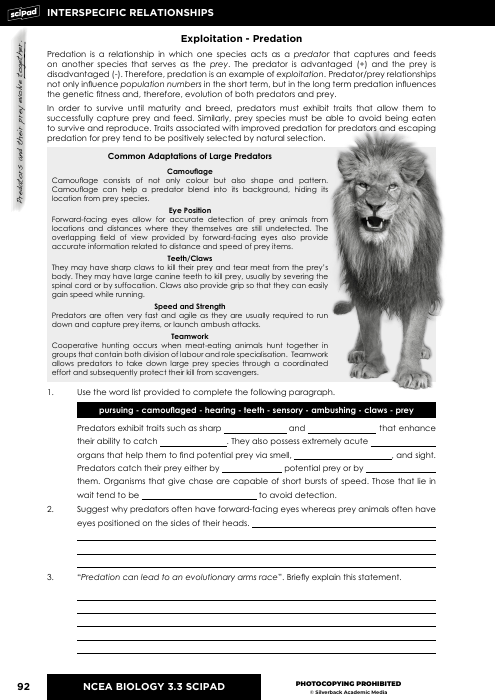 scipad
INTERSPECIFIC RELATIONSHIPS
Predators and their prey evolve together.
Exploitation - Predation
Predation is a relationship in which one species acts as a predator that captures and feeds
on another species that serves as the prey. The predator is advantaged (+) and the prey is
disadvantaged (-). Therefore, predation is an example of exploitation. Predator/prey relationships
not only influence population numbers in the short term, but in the long term predation influences
the genetic fitness and, therefore, evolution of both predators and prey.
In order to survive until maturity and breed, predators must exhibit traits that allow them to
successfully capture prey and feed. Similarly, prey species must be able to avoid being eaten
to survive and reproduce. Traits associated with improved predation for predators and escaping
predation for prey tend to be positively selected by natural selection.
Common Adaptations of Large Predators
Camouflage
Camouflage consists of not only colour but also shape and pattern.
Camouflage can help a predator blend into its background, hiding its
location from prey species.
Eye Position
Forward-facing eyes allow for accurate detection of prey animals from
locations and distances where they themselves are still undetected. The
overlapping field of view provided by forward-facing eyes also provide
accurate information related to distance and speed of prey items.
Teeth/Claws
They may have sharp claws to kill their prey and tear meat from the prey's
body. They may have large canine teeth to kill prey, usually by severing the
spinal cord or by suffocation. Claws also provide grip so that they can easily
gain speed while running.
Speed and Strength
Predators are often very fast and agile as they are usually required to run
down and capture prey items, or launch ambush attacks.
Teamwork
Cooperative hunting occurs when meat-eating animals hunt together in
groups that contain both division of labour and role specialisation. Teamwork
allows predators to take down large prey species through a coordinated
effort and subsequently protect their kill from scavengers.
1. Use the word list provided to complete the following paragraph.
pursuing - camouflaged - hearing - teeth - sensory - ambushing - claws - prey
Predators exhibit traits such as sharp ____ and ____ that enhance
their ability to catch ____. They also possess extremely acute ____
organs that help them to find potential prey via smell, ____, and sight.
Predators catch their prey either by ____ potential prey or by ____
them. Organisms that give chase are capable of short bursts of speed. Those that lie in
wait tend to be ____ to avoid detection.
2. Suggest why predators often have forward-facing eyes whereas prey animals often have
eyes positioned on the sides of their heads.
3. "Predation can lead to an evolutionary arms race". Briefly explain this statement.
92
NCEA BIOLOGY 3.3 SCIPAD
PHOTOCOPYING PROHIBITED
© Silverback Academic Media